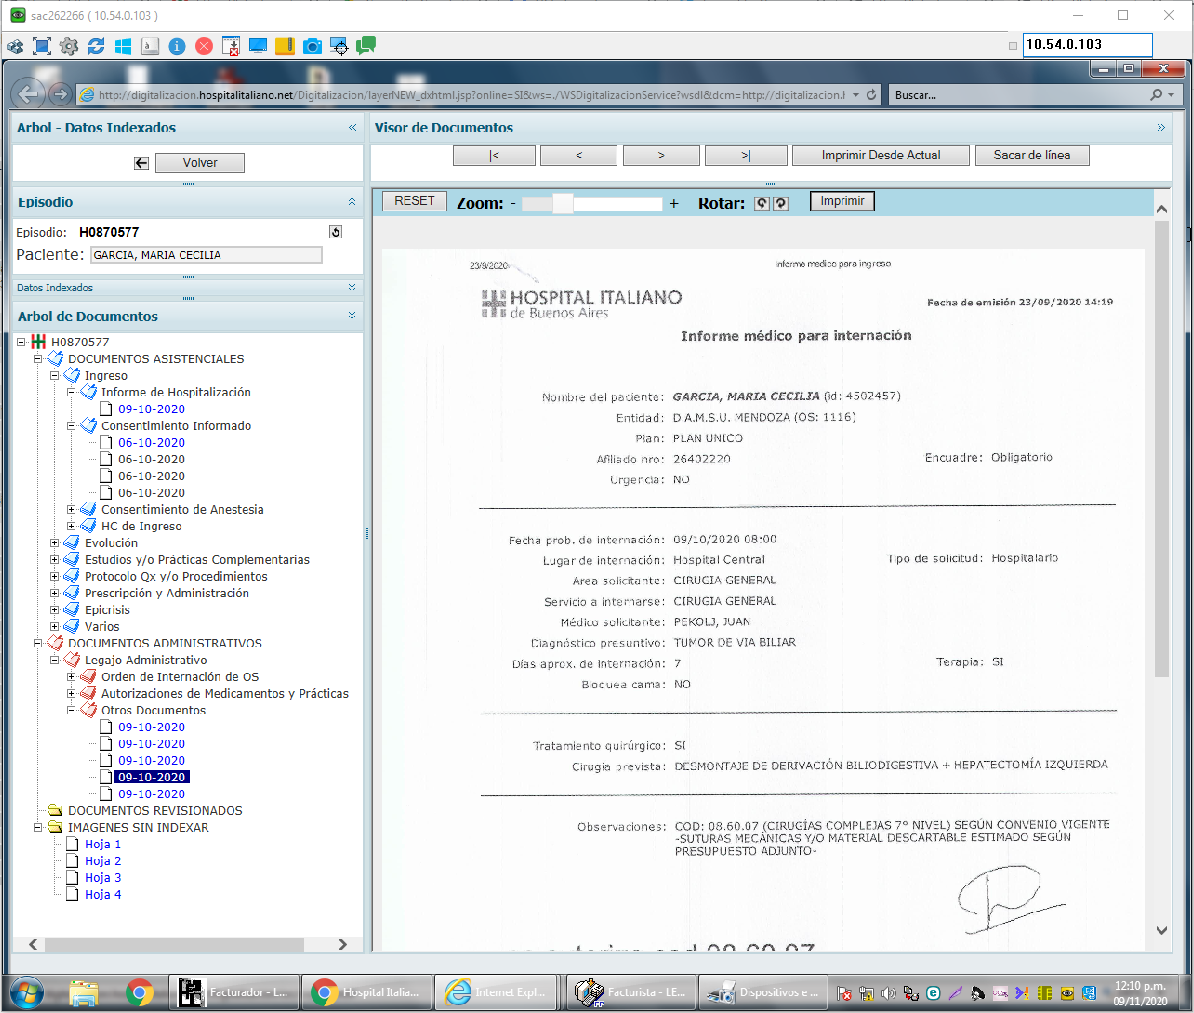 sac262266 ( 10.54.0.103 )
10.54.0.103
http://digitalizacion.hospitalitaliano.net/Digitalizacion/layerNEW_dxhtml.jsp?online=SI&ws=./WSDigitalizacionService?wsdl&dcm=http://digitalizacion.h
Buscar...
Arbol - Datos Indexados
Volver
Episodio
Episodio: H0870577
Paciente: GARCIA, MARIA CECILIA
Datos Indexados
Arbol de Documentos
H0870577
DOCUMENTOS ASISTENCIALES
Ingreso
Informe de Hospitalización
09-10-2020
Consentimiento Informado
06-10-2020
06-10-2020
06-10-2020
06-10-2020
Consentimiento de Anestesia
HC de Ingreso
Evolución
Estudios y/o Prácticas Complementarias
Protocolo Qx y/o Procedimientos
Prescripción y Administración
Epicrisis
Varios
DOCUMENTOS ADMINISTRATIVOS
Legajo Administrativo
Orden de Internación de OS
Autorizaciones de Medicamentos y Prácticas
Otros Documentos
09-10-2020
09-10-2020
09-10-2020
09-10-2020
09-10-2020
DOCUMENTOS REVISIONADOS
IMAGENES SIN INDEXAR
Hoja 1
Hoja 2
Hoja 3
Hoja 4
Visor de Documentos
|< < > >| Imprimir Desde Actual Sacar de línea
RESET Zoom: - + Rotar: Imprimir
23/9/2020 Informe medico para ingreso
HOSPITAL ITALIANO
de Buenos Aires
Fecha de emisión 23/09/2020 14:19
Informe médico para internación
Nombre del paciente: GARCIA, MARIA CECILIA (id: 4502457)
Entidad: D.A.M.S.U. MENDOZA (OS: 1116)
Plan: PLAN UNICO
Afiliado nro: 26402220 Encuadre: Obligatorio
Urgencia: NO
Fecha prob. de internación: 09/10/2020 08:00
Lugar de internación: Hospital Central Tipo de solicitud: Hospitalario
Area solicitante: CIRUGIA GENERAL
Servicio a internarse: CIRUGIA GENERAL
Médico solicitante: PEKOLJ, JUAN
Diagnóstico presuntivo: TUMOR DE VIA BILIAR
Días aprox. de Internación: 7 Terapia: SI
Bloquea cama: NO
Tratamiento quirúrgico: SI
Cirugía prevista: DESMONTAJE DE DERIVACIÓN BILIODIGESTIVA + HEPATECTOMÍA IZQUIERDA
Observaciones: COD: 08.60.07 (CIRUGÍAS COMPLEJAS 7° NIVEL) SEGÚN CONVENIO VIGENTE
-SUTURAS MECÁNICAS Y/O MATERIAL DESCARTABLE ESTIMADO SEGÚN
PRESUPUESTO ADJUNTO-
08.60.07
Facturador - L...
Hospital Italia...
Internet Expl...
Facturista - LE...
Dispositivos e ...
12:10 p.m.
09/11/2020